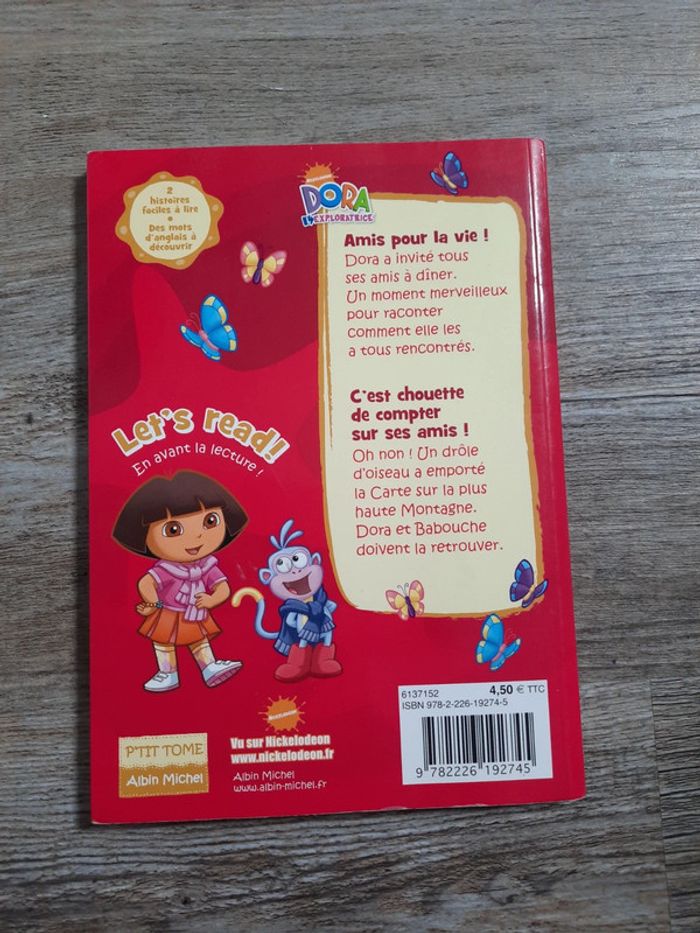 2
histoires
faciles à lire
•
Des mots
d'anglais à
découvrir
NICKELODEON
DORA
L'EXPLORATRICE
Amis pour la vie !
Dora a invité tous
ses amis à dîner.
Un moment merveilleux
pour raconter
comment elle les
a tous rencontrés.
C'est chouette
de compter
sur ses amis !
Oh non ! Un drôle
d'oiseau a emporté
la Carte sur la plus
haute Montagne.
Dora et Babouche
doivent la retrouver.
Let's read!
En avant la lecture !
P'TIT TOME
Albin Michel
NICKELODEON
Vu sur Nickelodeon
www.nickelodeon.fr
Albin Michel
www.albin-michel.fr
6137152 4,50 € TTC
ISBN 978-2-226-19274-5
9 782226 192745